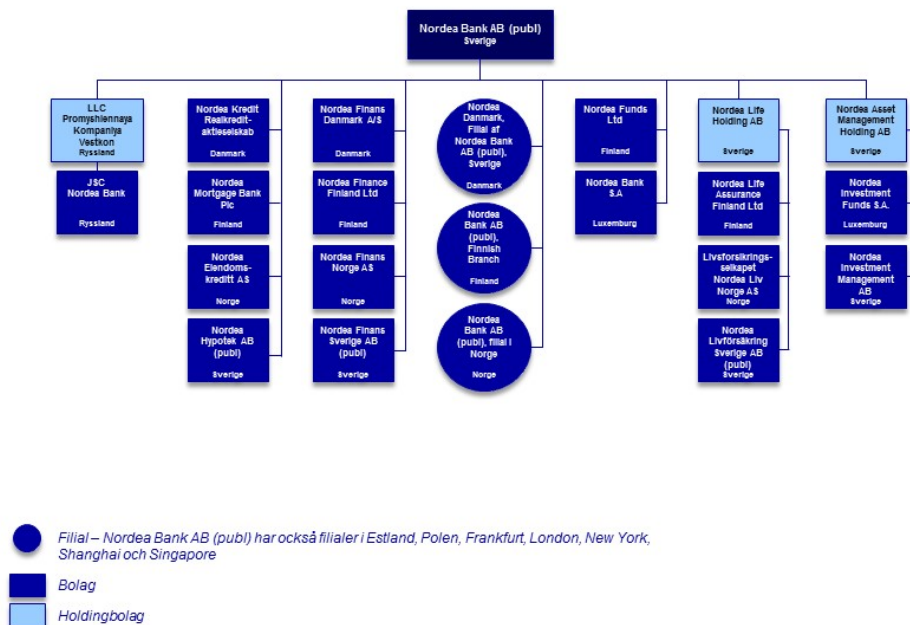 Nordea Bank AB (publ)
Sverige
LLC
Promyshlennaya
Kompaniya
Vestkon
Ryssland
JSC
Nordea Bank
Ryssland
Nordea Kredit
Realkredit-
aktieselskab
Danmark
Nordea
Mortgage Bank
Plc
Finland
Nordea
Eiendoms-
kreditt AS
Norge
Nordea
Hypotek AB
(publ)
Sverige
Nordea Finans
Danmark A/S
Danmark
Nordea Finance
Finland Ltd
Finland
Nordea Finans
Norge AS
Norge
Nordea Finans
Sverige AB
(publ)
Sverige
Nordea
Danmark,
Filial af
Nordea Bank
AB (publ),
Sverige
Danmark
Nordea
Bank AB
(publ),
Finnish
Branch
Finland
Nordea
Bank AB
(publ), filial i
Norge
Norge
Nordea Funds
Ltd
Finland
Nordea Bank
S.A
Luxemburg
Nordea Life
Holding AB
Sverige
Nordea Life
Assurance
Finland Ltd
Finland
Livsforsikrings-
selkapet
Nordea Liv
Norge AS
Norge
Nordea
Livförsäkring
Sverige AB
(publ)
Sverige
Nordea Asset
Management
Holding AB
Sverige
Nordea
Investment
Funds S.A.
Luxemburg
Nordea
Investment
Management
AB
Sverige
Filial – Nordea Bank AB (publ) har också filialer i Estland, Polen, Frankfurt, London, New York,
Shanghai och Singapore
Bolag
Holdingbolag